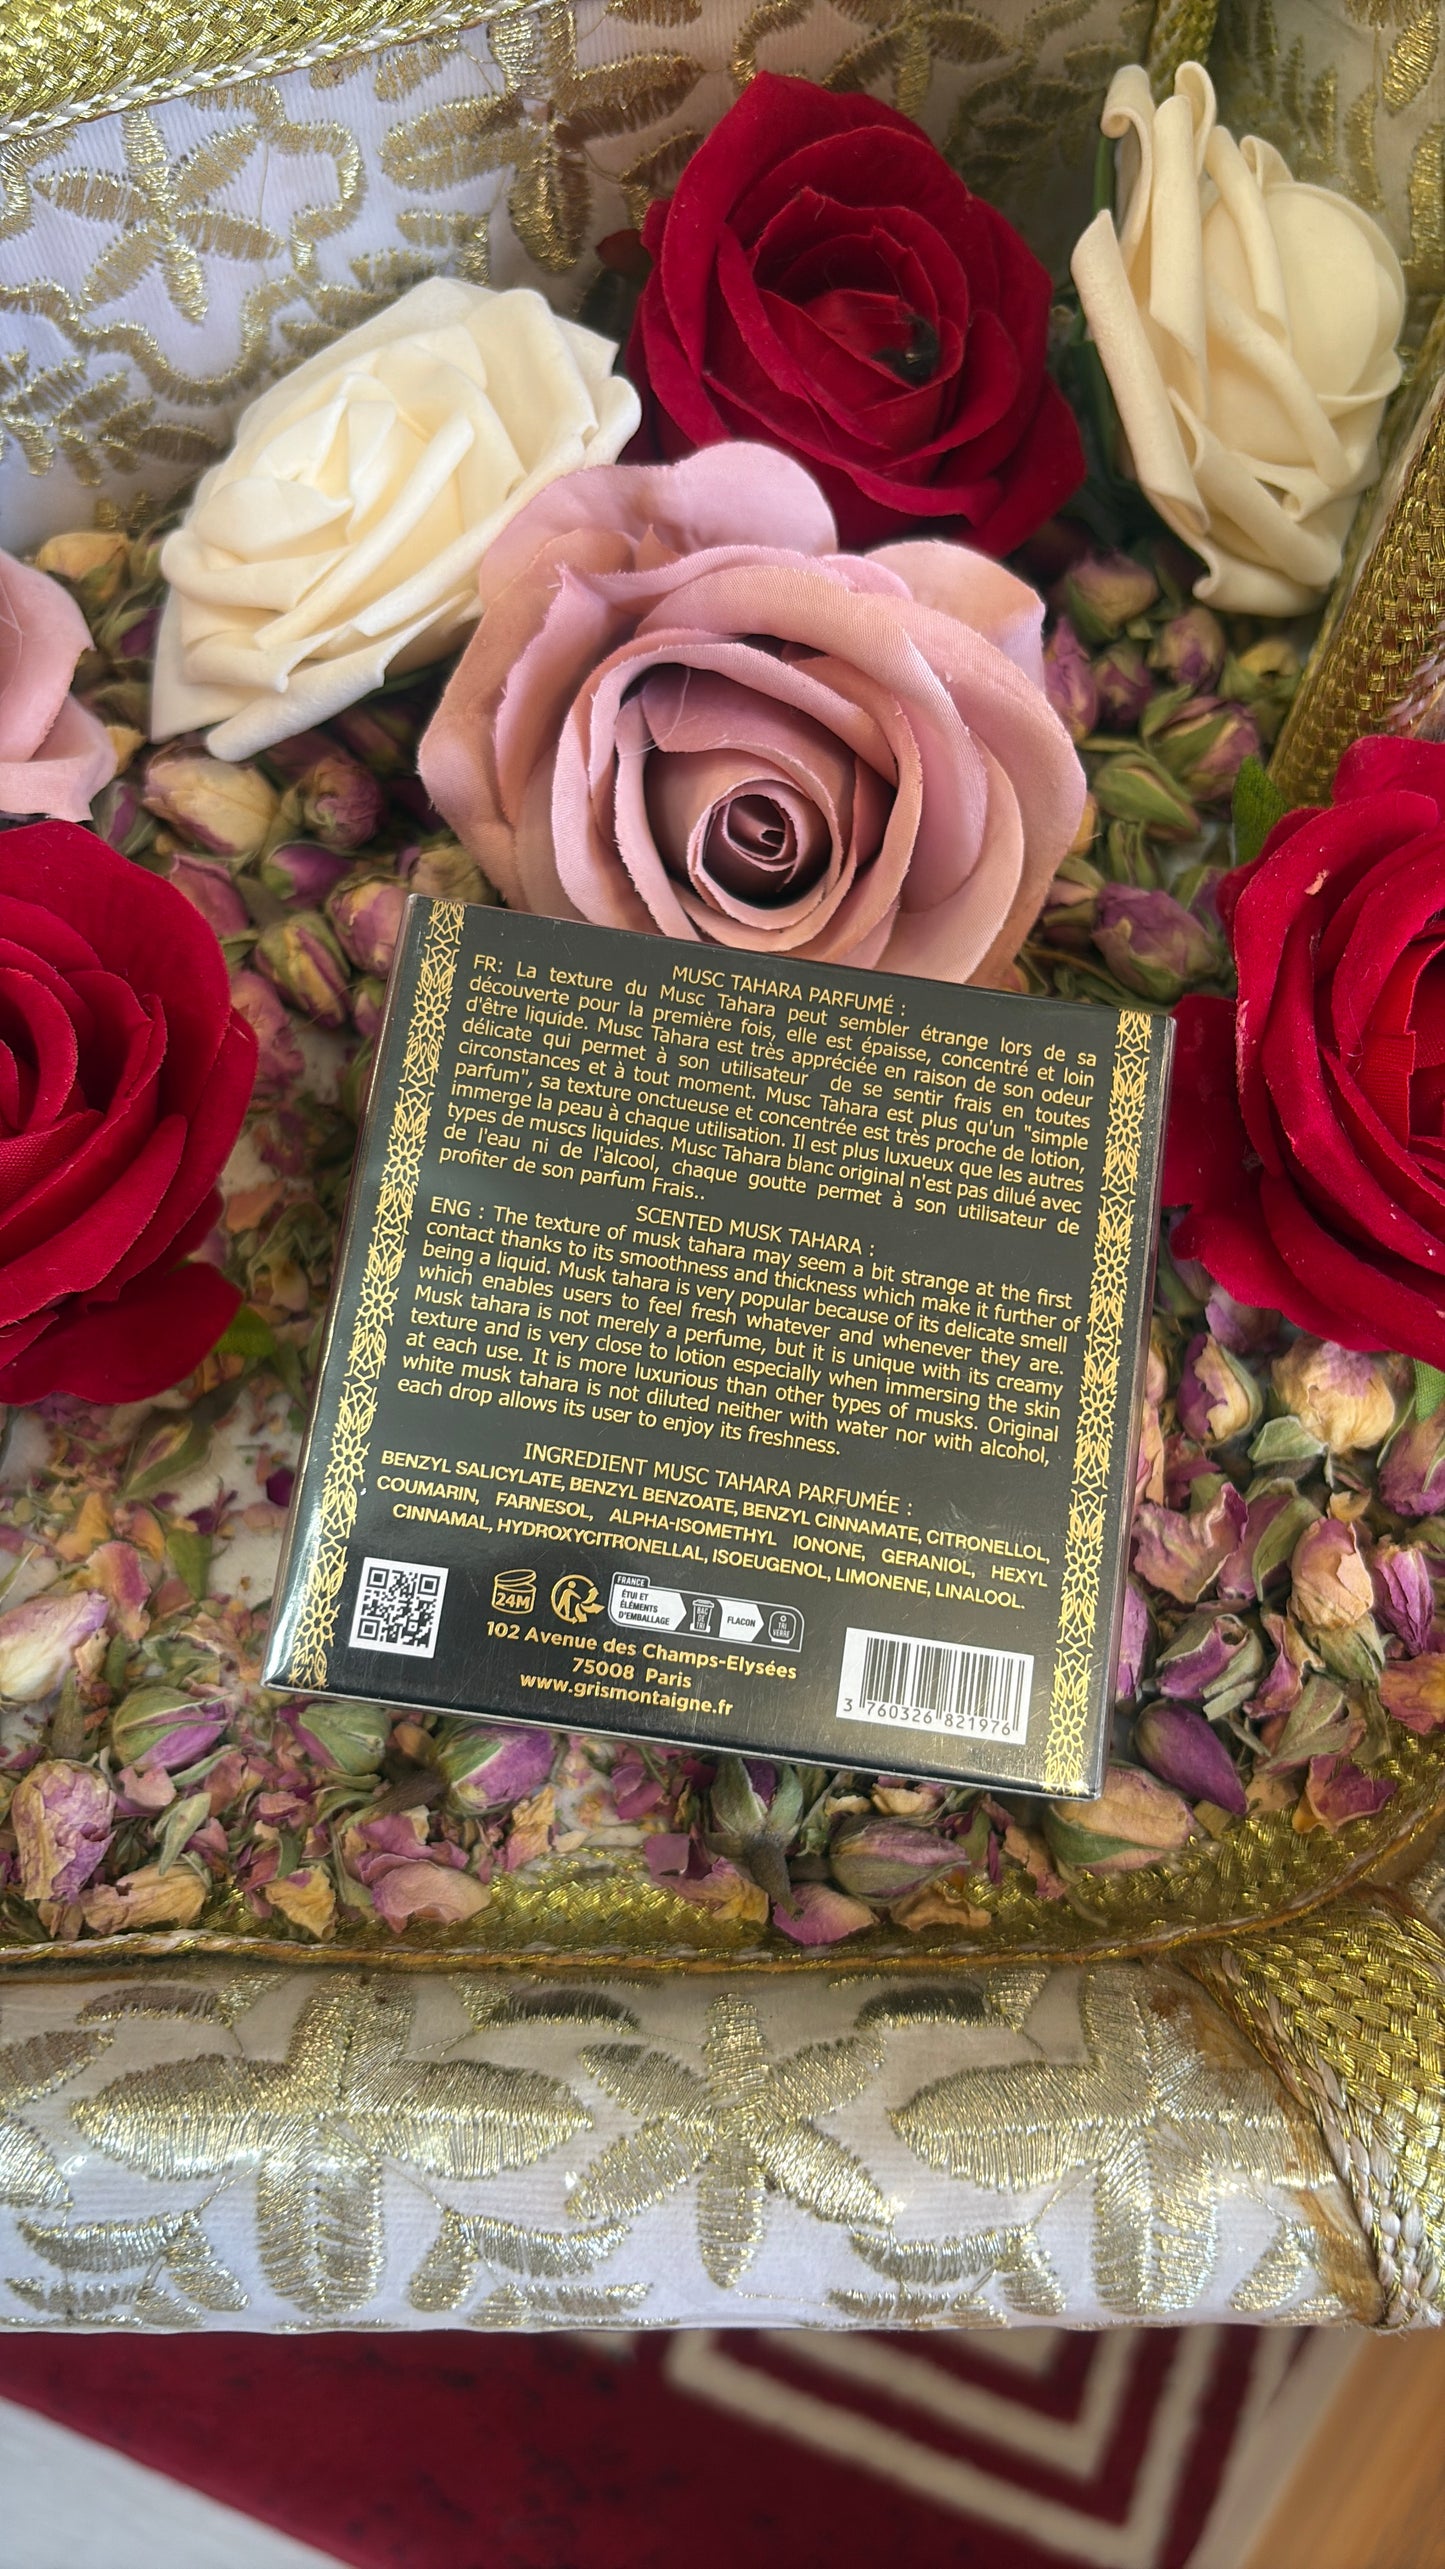 MUSC TAHARA PARFUMÉ :
FR: La texture du Musc Tahara peut sembler étrange lors de sa
découverte pour la première fois, elle est épaisse, concentré et loin
d'être liquide. Musc Tahara est très appréciée en raison de son odeur
délicate qui permet à son utilisateur de se sentir frais en toutes
circonstances et à tout moment. Musc Tahara est plus qu'un "simple
parfum", sa texture onctueuse et concentrée est très proche de lotion,
immerge la peau à chaque utilisation. Il est plus luxueux que les autres
types de muscs liquides. Musc Tahara blanc original n'est pas dilué avec
de l'eau ni de l'alcool, chaque goutte permet à son utilisateur de
profiter de son parfum Frais..
SCENTED MUSK TAHARA :
ENG : The texture of musk tahara may seem a bit strange at the first
contact thanks to its smoothness and thickness which make it further of
being a liquid. Musk tahara is very popular because of its delicate smell
which enables users to feel fresh whatever and whenever they are.
Musk tahara is not merely a perfume, but it is unique with its creamy
texture and is very close to lotion especially when immersing the skin
at each use. It is more luxurious than other types of musks. Original
white musk tahara is not diluted neither with water nor with alcohol,
each drop allows its user to enjoy its freshness.
INGREDIENT MUSC TAHARA PARFUMÉE :
BENZYL SALICYLATE, BENZYL BENZOATE, BENZYL CINNAMATE, CITRONELLOL,
COUMARIN, FARNESOL, ALPHA-ISOMETHYL IONONE, GERANIOL, HEXYL
CINNAMAL, HYDROXYCITRONELLAL, ISOEUGENOL, LIMONENE, LINALOOL.
24M
FRANCE
ÉTUI ET
ÉLÉMENTS
D'EMBALLAGE
BAC
DE
TRI
FLACON
TRI
VERRE
102 Avenue des Champs-Elysées
75008 Paris
www.grismontaigne.fr
3 760326 821976